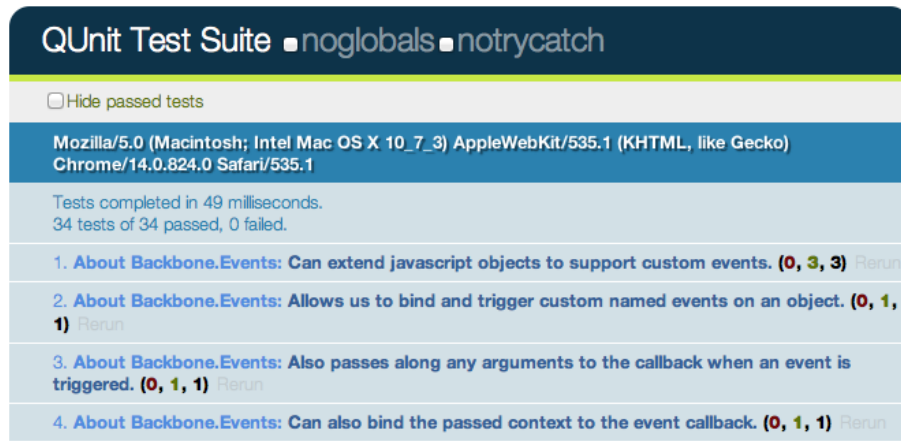 QUnit Test Suite noglobals notrycatch
Hide passed tests
Mozilla/5.0 (Macintosh; Intel Mac OS X 10_7_3) AppleWebKit/535.1 (KHTML, like Gecko)
Chrome/14.0.824.0 Safari/535.1
Tests completed in 49 milliseconds.
34 tests of 34 passed, 0 failed.
1. About Backbone.Events: Can extend javascript objects to support custom events. (0, 3, 3) Rerun
2. About Backbone.Events: Allows us to bind and trigger custom named events on an object. (0, 1,
1) Rerun
3. About Backbone.Events: Also passes along any arguments to the callback when an event is
triggered. (0, 1, 1) Rerun
4. About Backbone.Events: Can also bind the passed context to the event callback. (0, 1, 1) Rerun